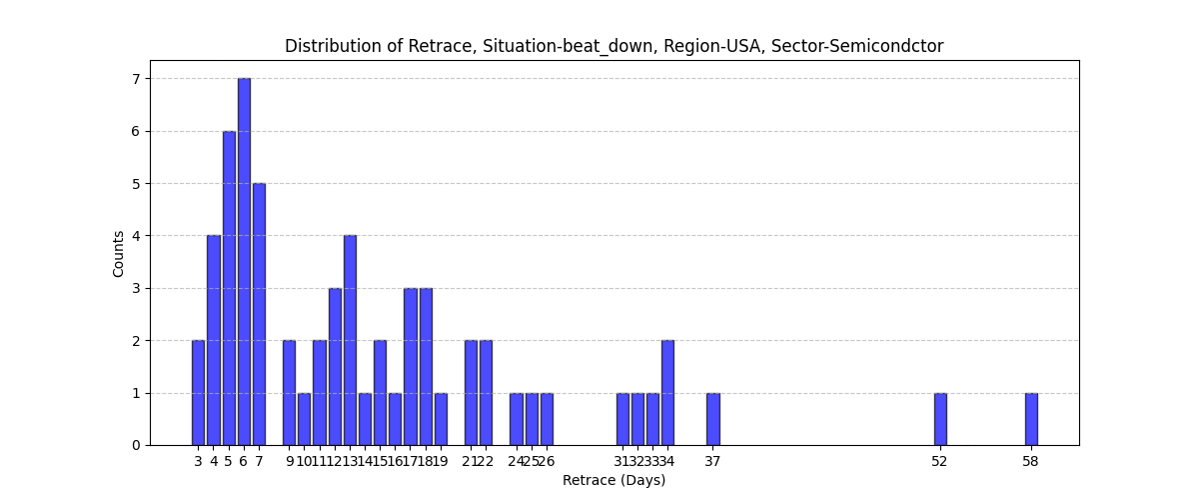 Distribution of Retrace, Situation-beat_down, Region-USA, Sector-Semicondctor
7
6
5
4
3
2
1
0
Counts
3 4 5 6 7 9 10 11 12 13 14 15 16 17 18 19 21 22 24 25 26 31 32 33 34 37 52 58
Retrace (Days)